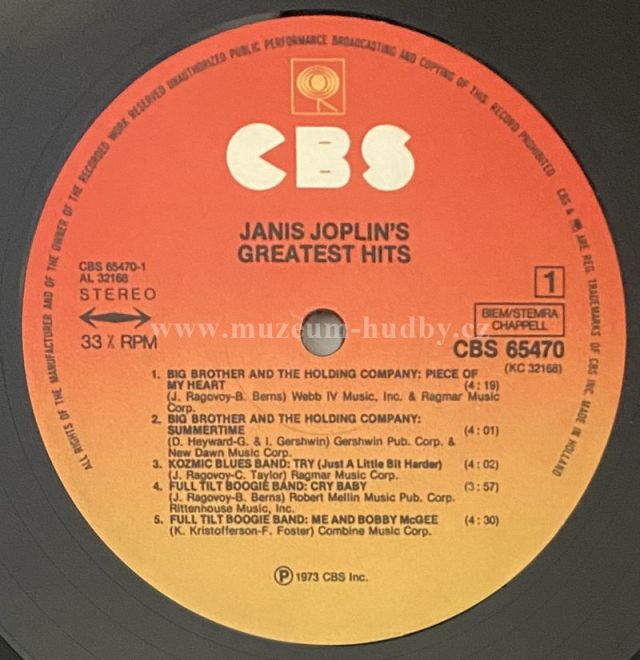 ALL RIGHTS OF THE MANUFACTURER AND OF THE OWNER OF THE RECORDED WORK RESERVED UNAUTHORIZED PUBLIC PERFORMANCE BROADCASTING AND COPYING OF THIS RECORD PROHIBITED
CBS & ARE REG. TRADEMARKS OF CBS INC MADE IN HOLLAND
CBS
JANIS JOPLIN'S
GREATEST HITS
CBS 65470-1
AL 32168
STEREO
33 ⅓ RPM
1
BIEM/STEMRA
CHAPPELL
CBS 65470
(KC 32168)
www.muzeum-hudby.cz
1. BIG BROTHER AND THE HOLDING COMPANY: PIECE OF
MY HEART (4:19)
(J. Ragovoy-B. Berns) Webb IV Music, Inc. & Ragmar Music
Corp.
2. BIG BROTHER AND THE HOLDING COMPANY:
SUMMERTIME (4:01)
(D. Heyward-G. & I. Gershwin) Gershwin Pub. Corp. &
New Dawn Music Corp.
3. KOZMIC BLUES BAND: TRY (Just A Little Bit Harder) (4:02)
(J. Ragovoy-C. Taylor) Ragmar Music Corp.
4. FULL TILT BOOGIE BAND: CRY BABY (3:57)
(J. Ragovoy-B. Berns) Robert Mellin Music Pub. Corp.
Rittenhouse Music, Inc.
5. FULL TILT BOOGIE BAND: ME AND BOBBY McGEE (4:30)
(K. Kristofferson-F. Foster) Combine Music Corp.
Ⓟ 1973 CBS Inc.